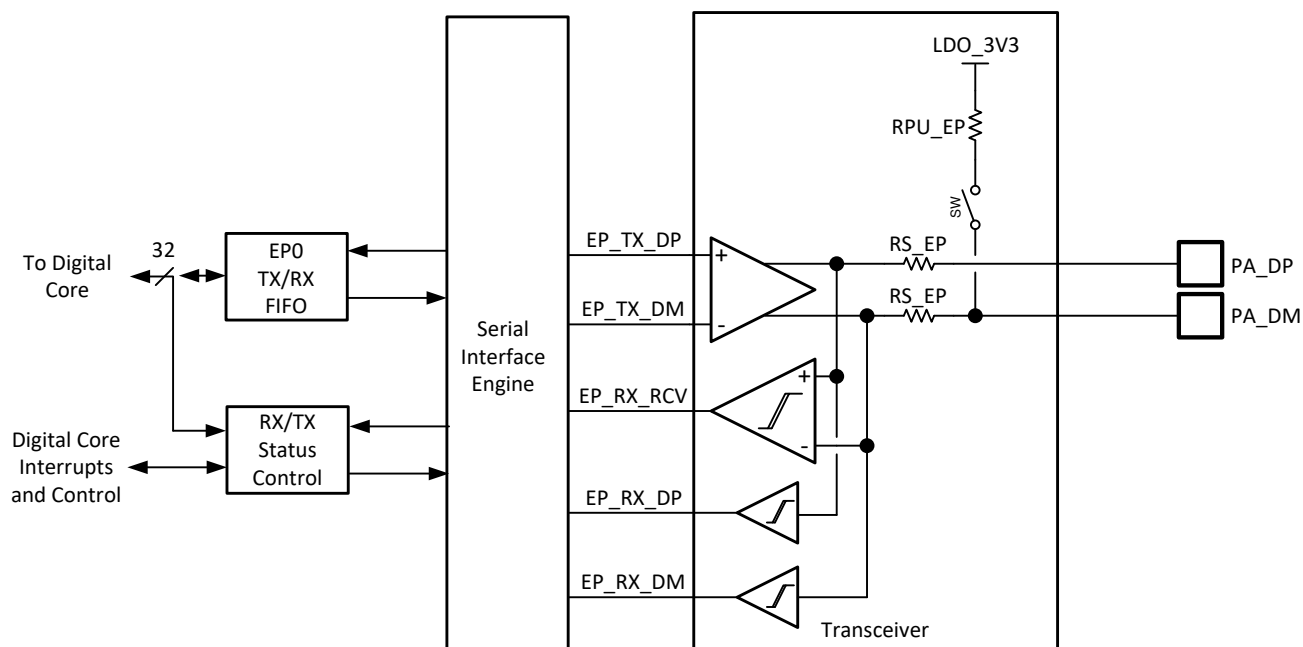 LDO_3V3
RPU_EP
SW
32
To Digital
Core
EP0
TX/RX
FIFO
EP_TX_DP
+
RS_EP
PA_DP
EP_TX_DM
-
RS_EP
PA_DM
Serial
Interface
Engine
EP_RX_RCV
+
-
RX/TX
Status
Control
Digital Core
Interrupts
and Control
EP_RX_DP
EP_RX_DM
Transceiver